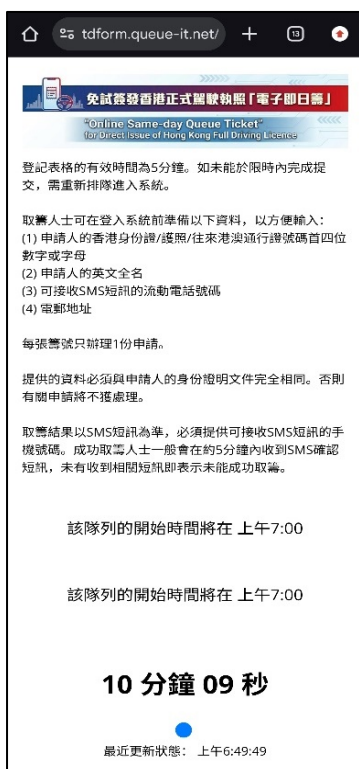 tdform.queue-it.net/
13
免試簽發香港正式駕駛執照「電子即日籌」
"Online Same-day Queue Ticket"
for Direct Issue of Hong Kong Full Driving Licence
登記表格的有效時間為5分鐘。如未能於限時內完成提
交，需重新排隊進入系統。
取籌人士可在登入系統前準備以下資料，以方便輸入：
(1) 申請人的香港身份證/護照/往來港澳通行證號碼首四位
數字或字母
(2) 申請人的英文全名
(3) 可接收SMS短訊的流動電話號碼
(4) 電郵地址
每張籌號只辦理1份申請。
提供的資料必須與申請人的身份證明文件完全相同。否則
有關申請將不獲處理。
取籌結果以SMS短訊為準，必須提供可接收SMS短訊的手
機號碼。成功取籌人士一般會在約5分鐘內收到SMS確認
短訊，未有收到相關短訊即表示未能成功取籌。
該隊列的開始時間將在 上午7:00
該隊列的開始時間將在 上午7:00
10 分鐘 09 秒
最近更新狀態： 上午6:49:49